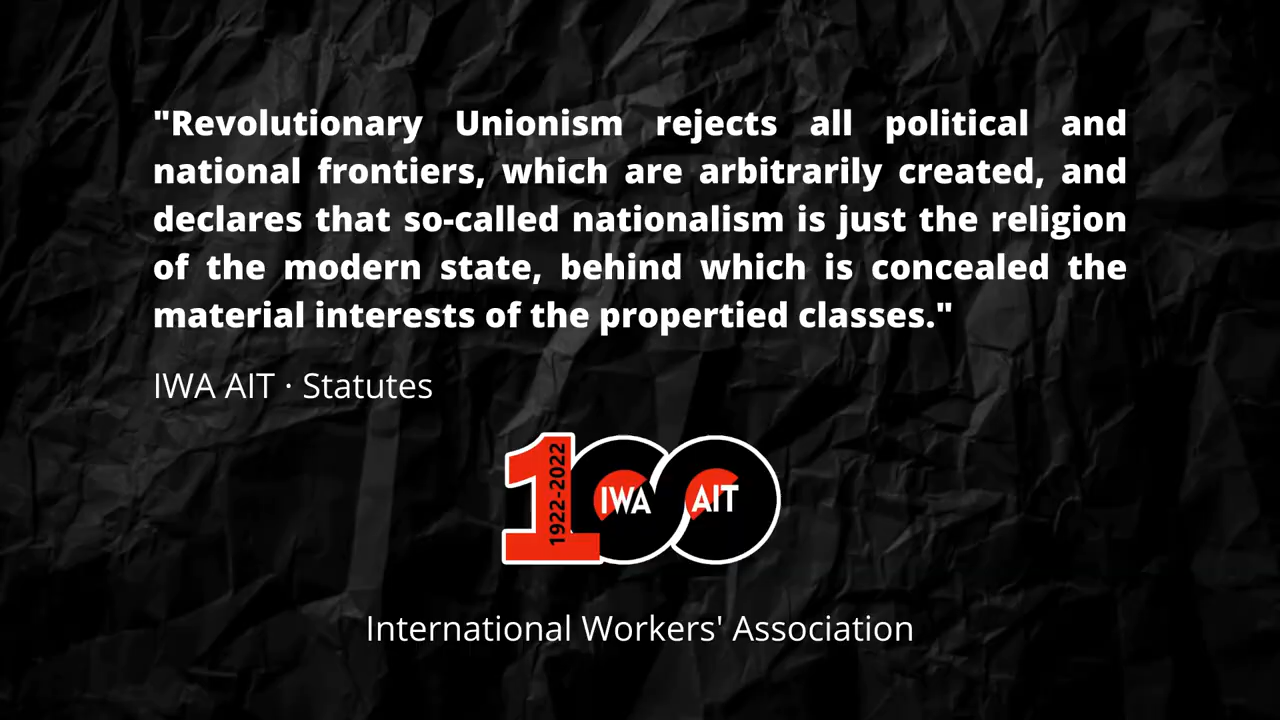 "Revolutionary Unionism rejects all political and
national frontiers, which are arbitrarily created, and
declares that so-called nationalism is just the religion
of the modern state, behind which is concealed the
material interests of the propertied classes."
IWA AIT · Statutes
100
1922-2022
IWA
AIT
International Workers' Association